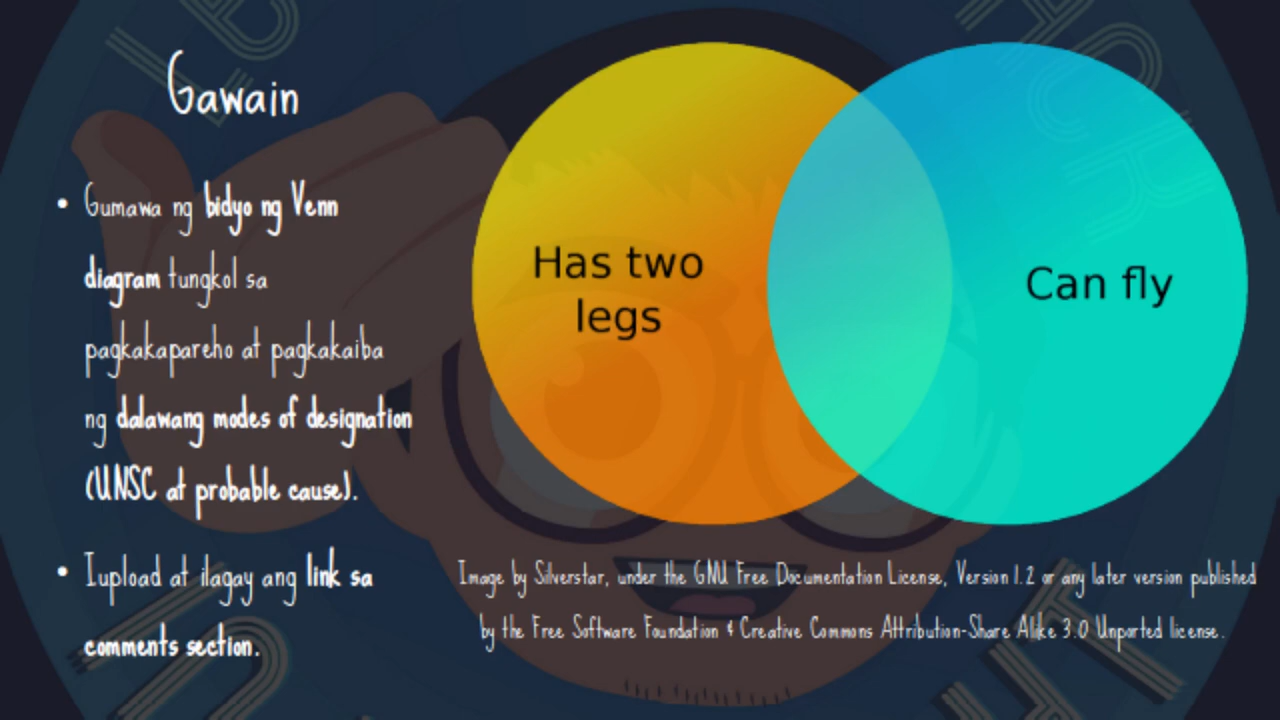 Gawain
• Gumawa ng bidyo ng Venn
diagram tungkol sa
pagkakapareho at pagkakaiba
ng dalawang modes of designation
(UNSC at probable cause).
• Iupload at ilagay ang link sa
comments section.
Has two
legs
Can fly
Image by Silverstar, under the GNU Free Documentation License, Version 1.2 or any later version published
by the Free Software Foundation & Creative Commons Attribution-Share Alike 3.0 Unported license.